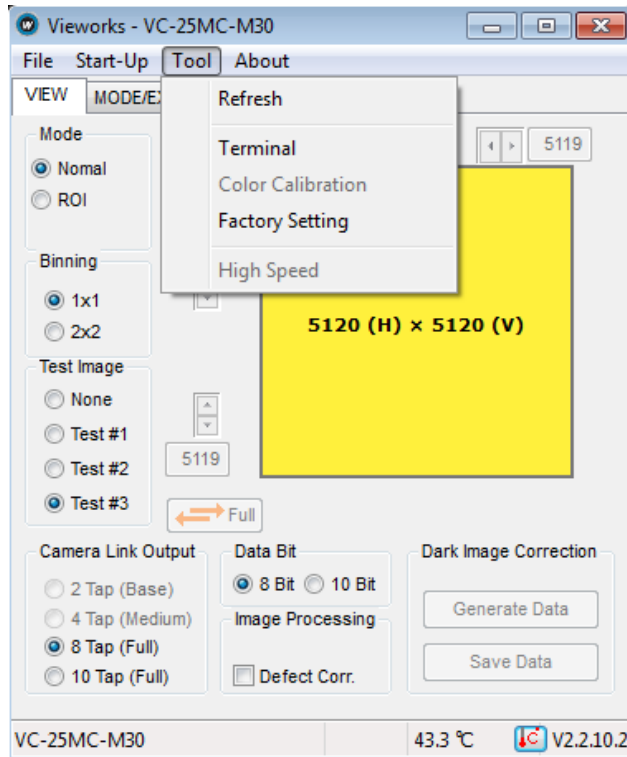 Vieworks - VC-25MC-M30
File Start-Up Tool About
VIEW MODE/E
Refresh
Terminal
Color Calibration
Factory Setting
High Speed
Mode
Nomal
ROI
5119
Binning
1x1
2x2
5120 (H) × 5120 (V)
Test Image
None
Test #1
Test #2
Test #3
5119
Full
Camera Link Output
2 Tap (Base)
4 Tap (Medium)
8 Tap (Full)
10 Tap (Full)
Data Bit
8 Bit 10 Bit
Image Processing
Defect Corr.
Dark Image Correction
Generate Data
Save Data
VC-25MC-M30 43.3 ℃ C V2.2.10.2